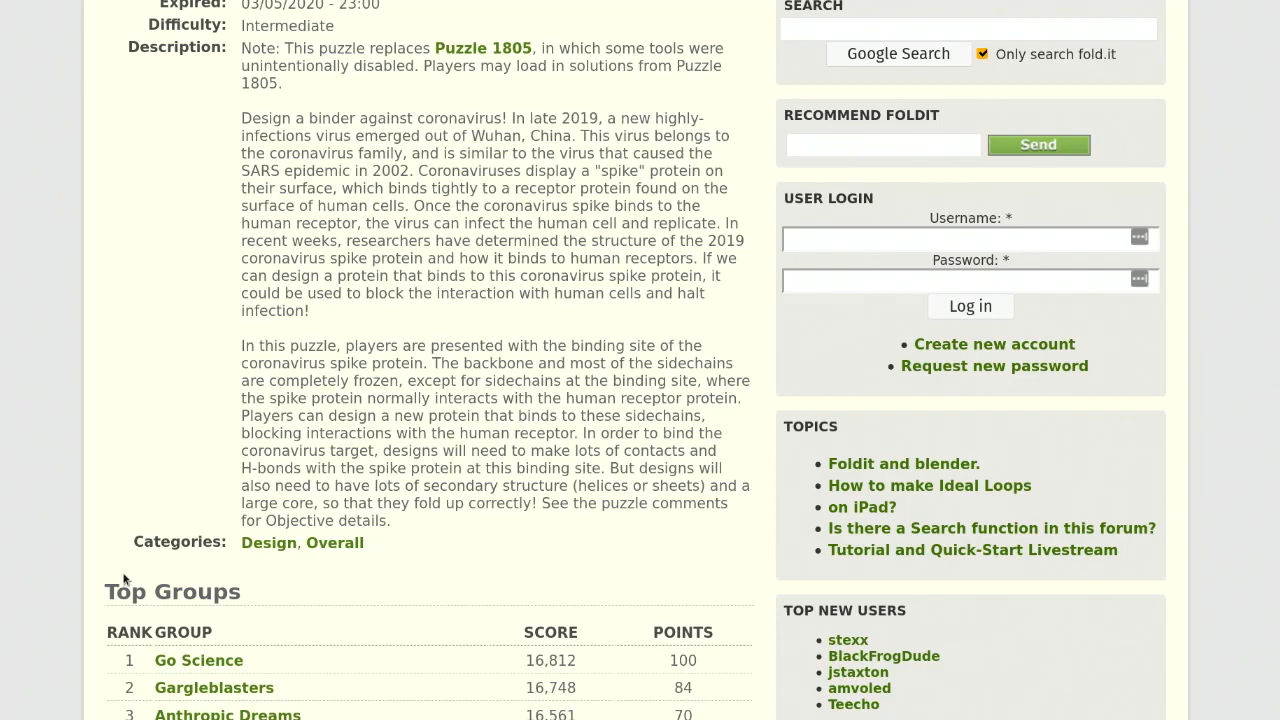 Expired: 03/05/2020 - 23:00
Difficulty: Intermediate
Description: Note: This puzzle replaces Puzzle 1805, in which some tools were
unintentionally disabled. Players may load in solutions from Puzzle
1805.
Design a binder against coronavirus! In late 2019, a new highly-
infections virus emerged out of Wuhan, China. This virus belongs to
the coronavirus family, and is similar to the virus that caused the
SARS epidemic in 2002. Coronaviruses display a "spike" protein on
their surface, which binds tightly to a receptor protein found on the
surface of human cells. Once the coronavirus spike binds to the
human receptor, the virus can infect the human cell and replicate. In
recent weeks, researchers have determined the structure of the 2019
coronavirus spike protein and how it binds to human receptors. If we
can design a protein that binds to this coronavirus spike protein, it
could be used to block the interaction with human cells and halt
infection!
In this puzzle, players are presented with the binding site of the
coronavirus spike protein. The backbone and most of the sidechains
are completely frozen, except for sidechains at the binding site, where
the spike protein normally interacts with the human receptor protein.
Players can design a new protein that binds to these sidechains,
blocking interactions with the human receptor. In order to bind the
coronavirus target, designs will need to make lots of contacts and
H-bonds with the spike protein at this binding site. But designs will
also need to have lots of secondary structure (helices or sheets) and a
large core, so that they fold up correctly! See the puzzle comments
for Objective details.
Categories: Design, Overall
Top Groups
RANK GROUP SCORE POINTS
1 Go Science 16,812 100
2 Gargleblasters 16,748 84
3 Anthropic Dreams 16,561 70
SEARCH
Google Search Only search fold.it
RECOMMEND FOLDIT
Send
USER LOGIN
Username: *
Password: *
Log in
• Create new account
• Request new password
TOPICS
• Foldit and blender.
• How to make Ideal Loops
• on iPad?
• Is there a Search function in this forum?
• Tutorial and Quick-Start Livestream
TOP NEW USERS
• stexx
• BlackFrogDude
• jstaxton
• amvoled
• Teecho